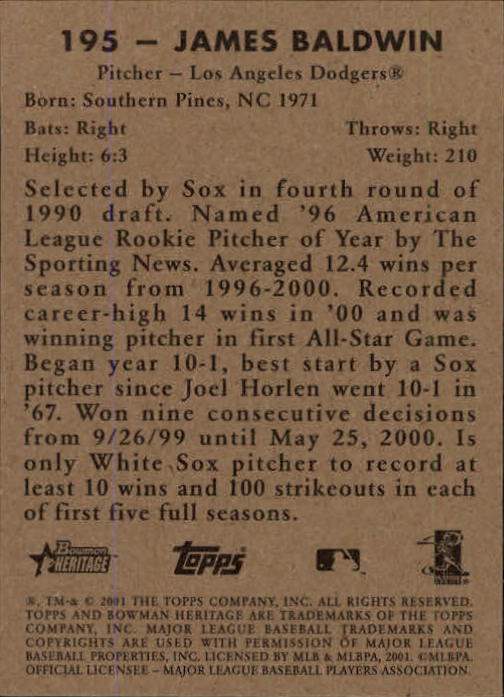 195 – JAMES BALDWIN
Pitcher – Los Angeles Dodgers®
Born: Southern Pines, NC 1971
Bats: Right Throws: Right
Height: 6:3 Weight: 210
Selected by Sox in fourth round of
1990 draft. Named '96 American
League Rookie Pitcher of Year by The
Sporting News. Averaged 12.4 wins per
season from 1996-2000. Recorded
career-high 14 wins in '00 and was
winning pitcher in first All-Star Game.
Began year 10-1, best start by a Sox
pitcher since Joel Horlen went 10-1 in
'67. Won nine consecutive decisions
from 9/26/99 until May 25, 2000. Is
only White Sox pitcher to record at
least 10 wins and 100 strikeouts in each
of first five full seasons.
Bowman
HERITAGE
Topps
®, TM & © 2001 THE TOPPS COMPANY, INC. ALL RIGHTS RESERVED.
TOPPS AND BOWMAN HERITAGE ARE TRADEMARKS OF THE TOPPS
COMPANY, INC. MAJOR LEAGUE BASEBALL TRADEMARKS AND
COPYRIGHTS ARE USED WITH PERMISSION OF MAJOR LEAGUE
BASEBALL PROPERTIES, INC. LICENSED BY MLB & MLBPA, 2001. ©MLBPA.
OFFICIAL LICENSEE – MAJOR LEAGUE BASEBALL PLAYERS ASSOCIATION.